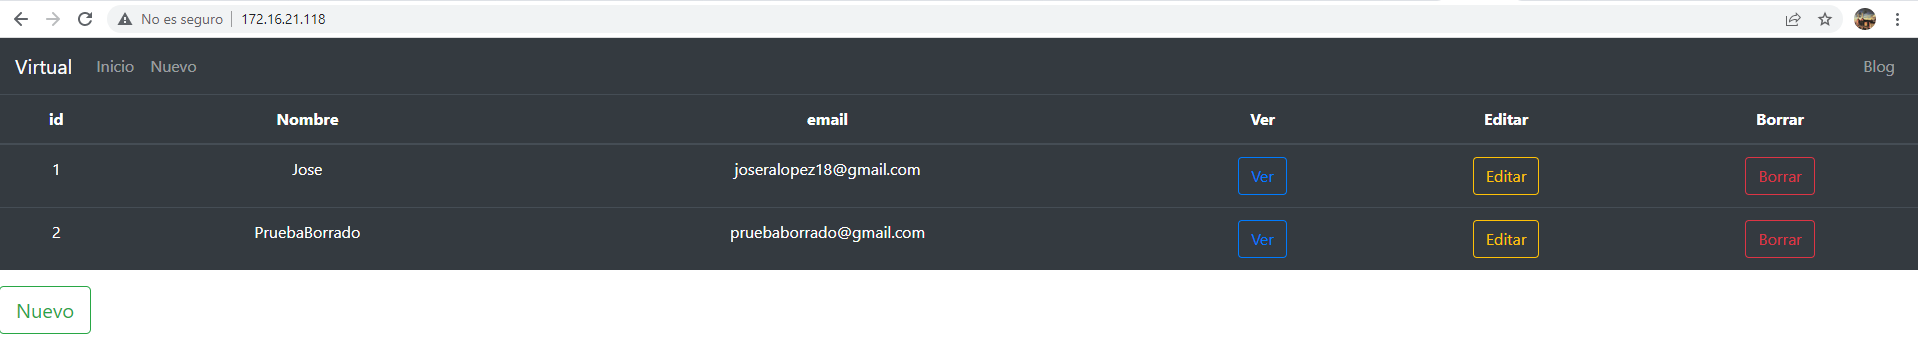 No es seguro 172.16.21.118
Virtual Inicio Nuevo Blog
id Nombre email Ver Editar Borrar
1 Jose joseralopez18@gmail.com Ver Editar Borrar
2 PruebaBorrado pruebaborrado@gmail.com Ver Editar Borrar
Nuevo